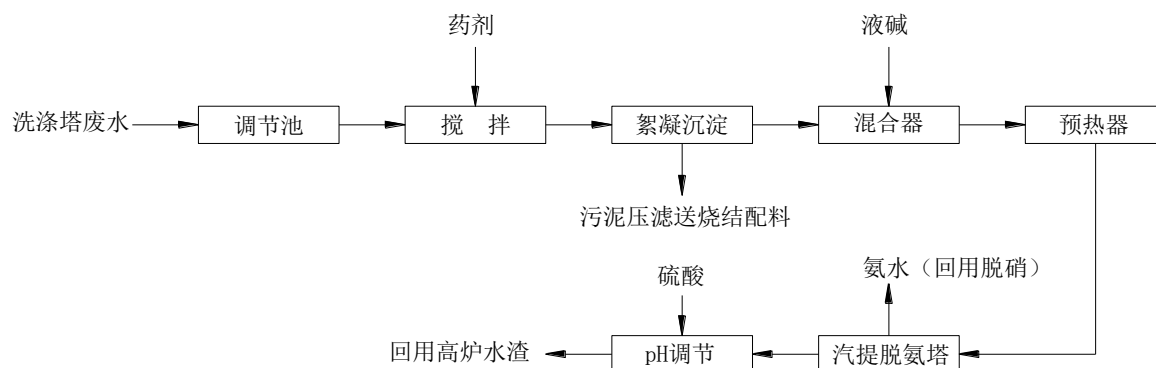 药剂
液碱
洗涤塔废水
调节池
搅 拌
絮凝沉淀
混合器
预热器
污泥压滤送烧结配料
氨水（回用脱硝）
硫酸
回用高炉水渣
pH调节
汽提脱氨塔